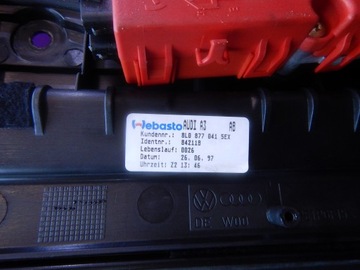 Webasto AUDI A3 AB
Kundennr.: 8L0 877 041 5EX
Identnr.: 842118
Lebenslauf: 0026
Datum: 26. 06. 97
Uhrzeit: 22 13: 46